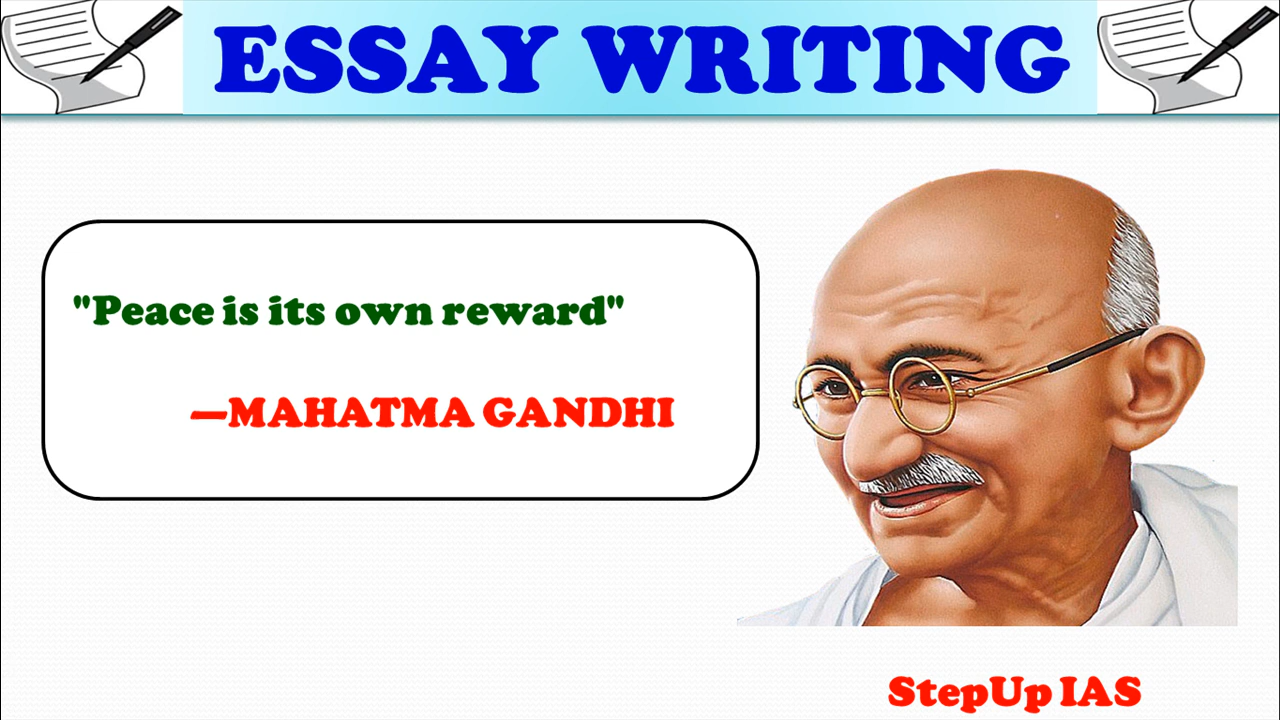 ESSAY WRITING
"Peace is its own reward"
—MAHATMA GANDHI
StepUp IAS